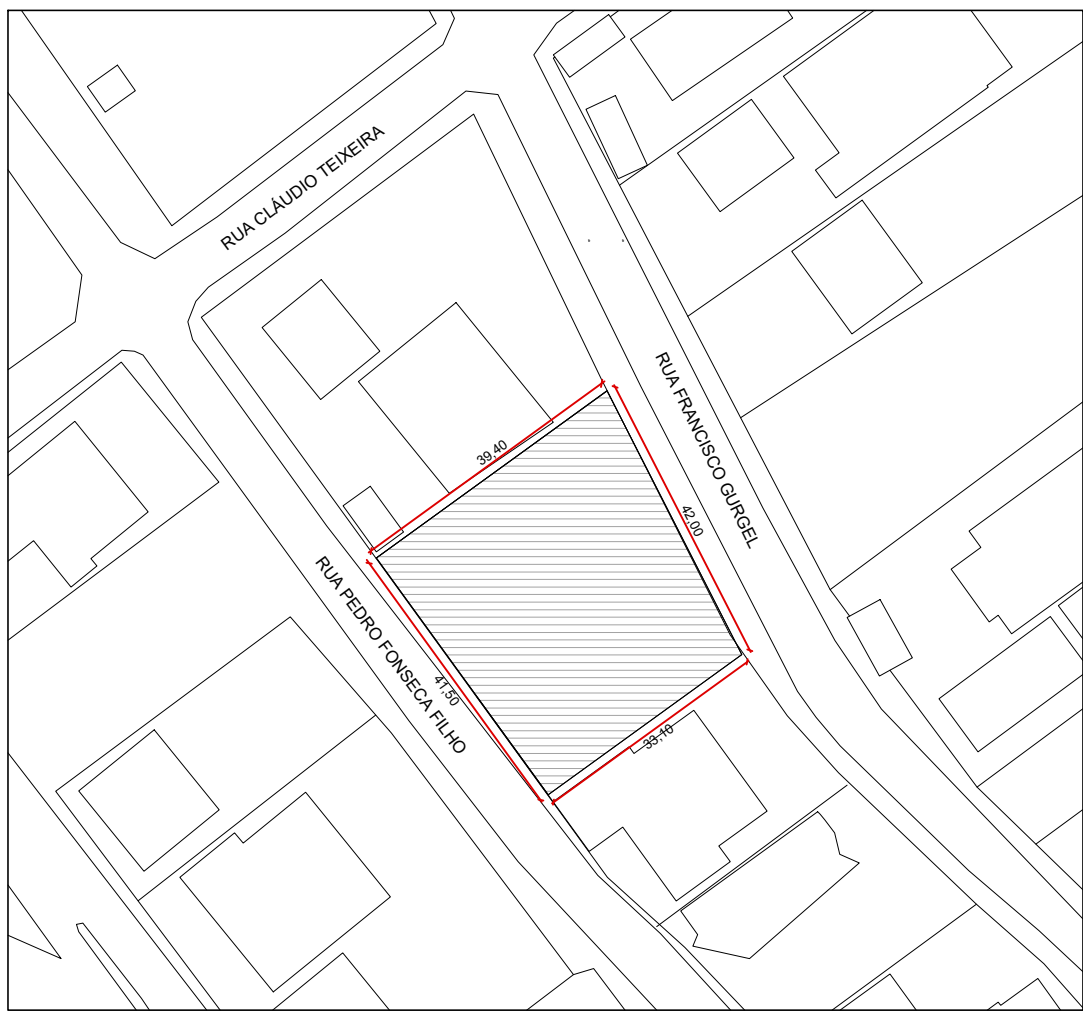 RUA CLÁUDIO TEIXEIRA
RUA FRANCISCO GURGEL
39,40
42,00
RUA PEDRO FONSECA FILHO
41,50
33,10